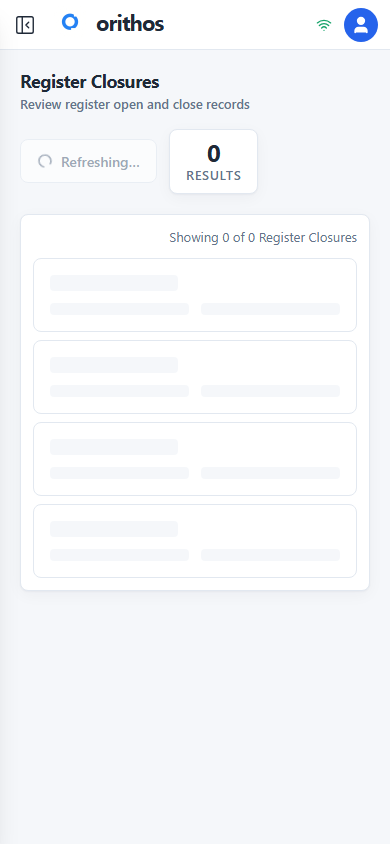 orithos
Register Closures
Review register open and close records
Refreshing...
0
RESULTS
Showing 0 of 0 Register Closures